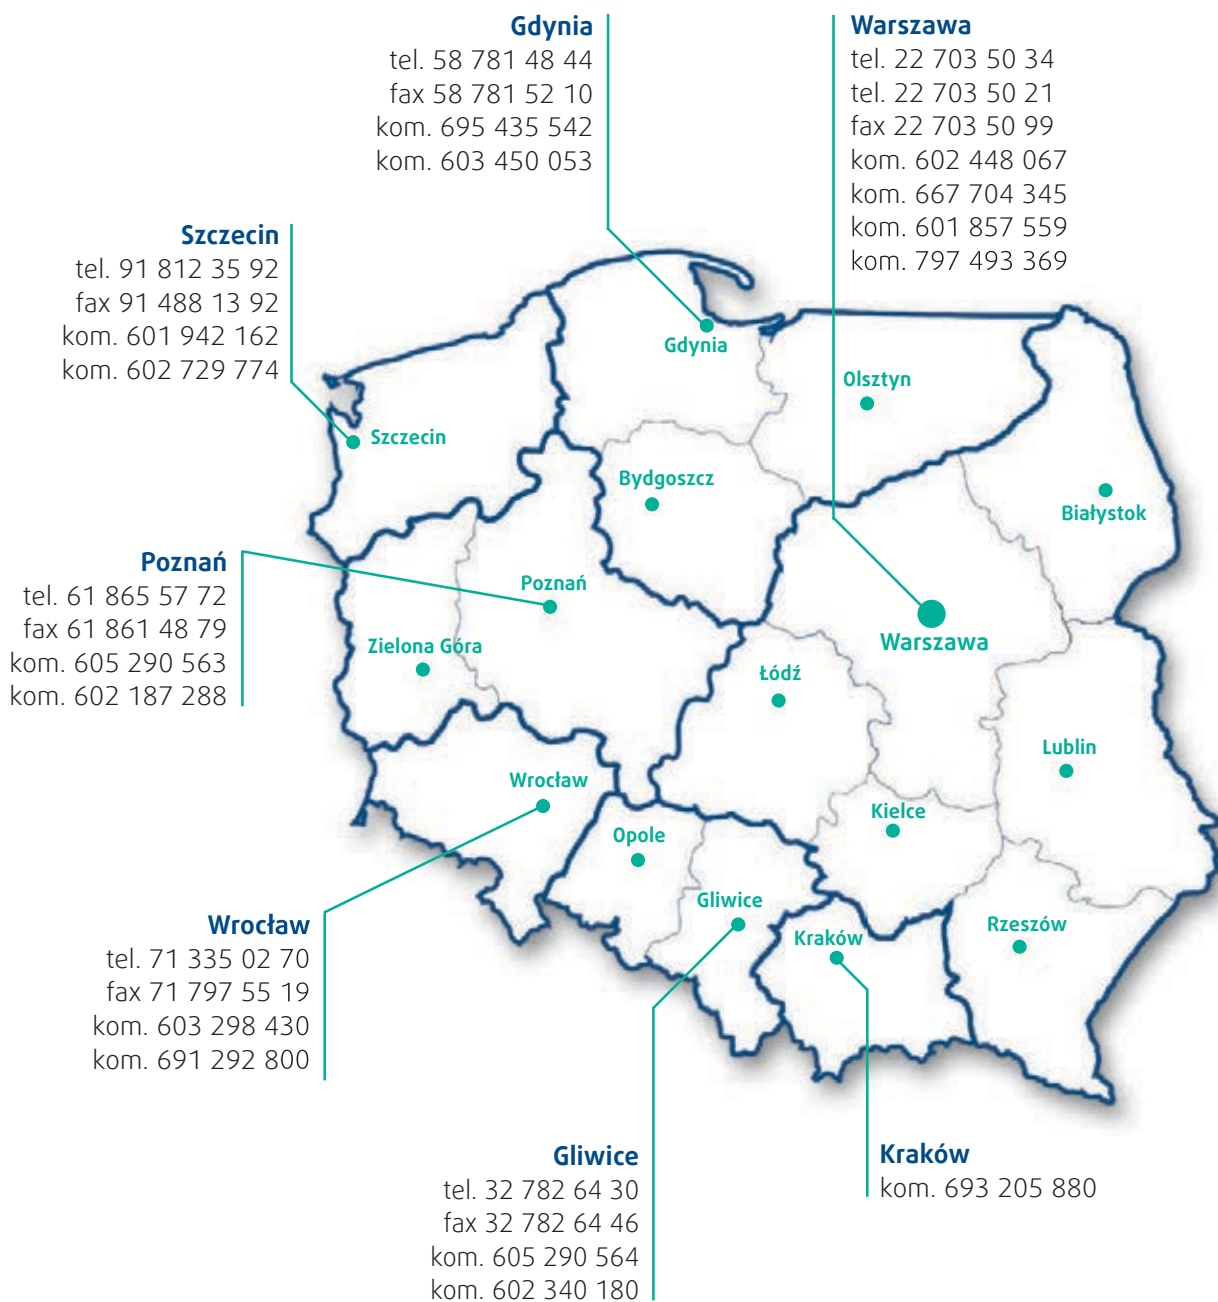 Gdynia
tel. 58 781 48 44
fax 58 781 52 10
kom. 695 435 542
kom. 603 450 053
Warszawa
tel. 22 703 50 34
tel. 22 703 50 21
fax 22 703 50 99
kom. 602 448 067
kom. 667 704 345
kom. 601 857 559
kom. 797 493 369
Szczecin
tel. 91 812 35 92
fax 91 488 13 92
kom. 601 942 162
kom. 602 729 774
Gdynia
Olsztyn
Szczecin
Bydgoszcz
Białystok
Poznań
tel. 61 865 57 72
fax 61 861 48 79
kom. 605 290 563
kom. 602 187 288
Poznań
Zielona Góra
Warszawa
Łódź
Lublin
Wrocław
Kielce
Opole
Gliwice
Kraków
Rzeszów
Wrocław
tel. 71 335 02 70
fax 71 797 55 19
kom. 603 298 430
kom. 691 292 800
Gliwice
tel. 32 782 64 30
fax 32 782 64 46
kom. 605 290 564
kom. 602 340 180
Kraków
kom. 693 205 880